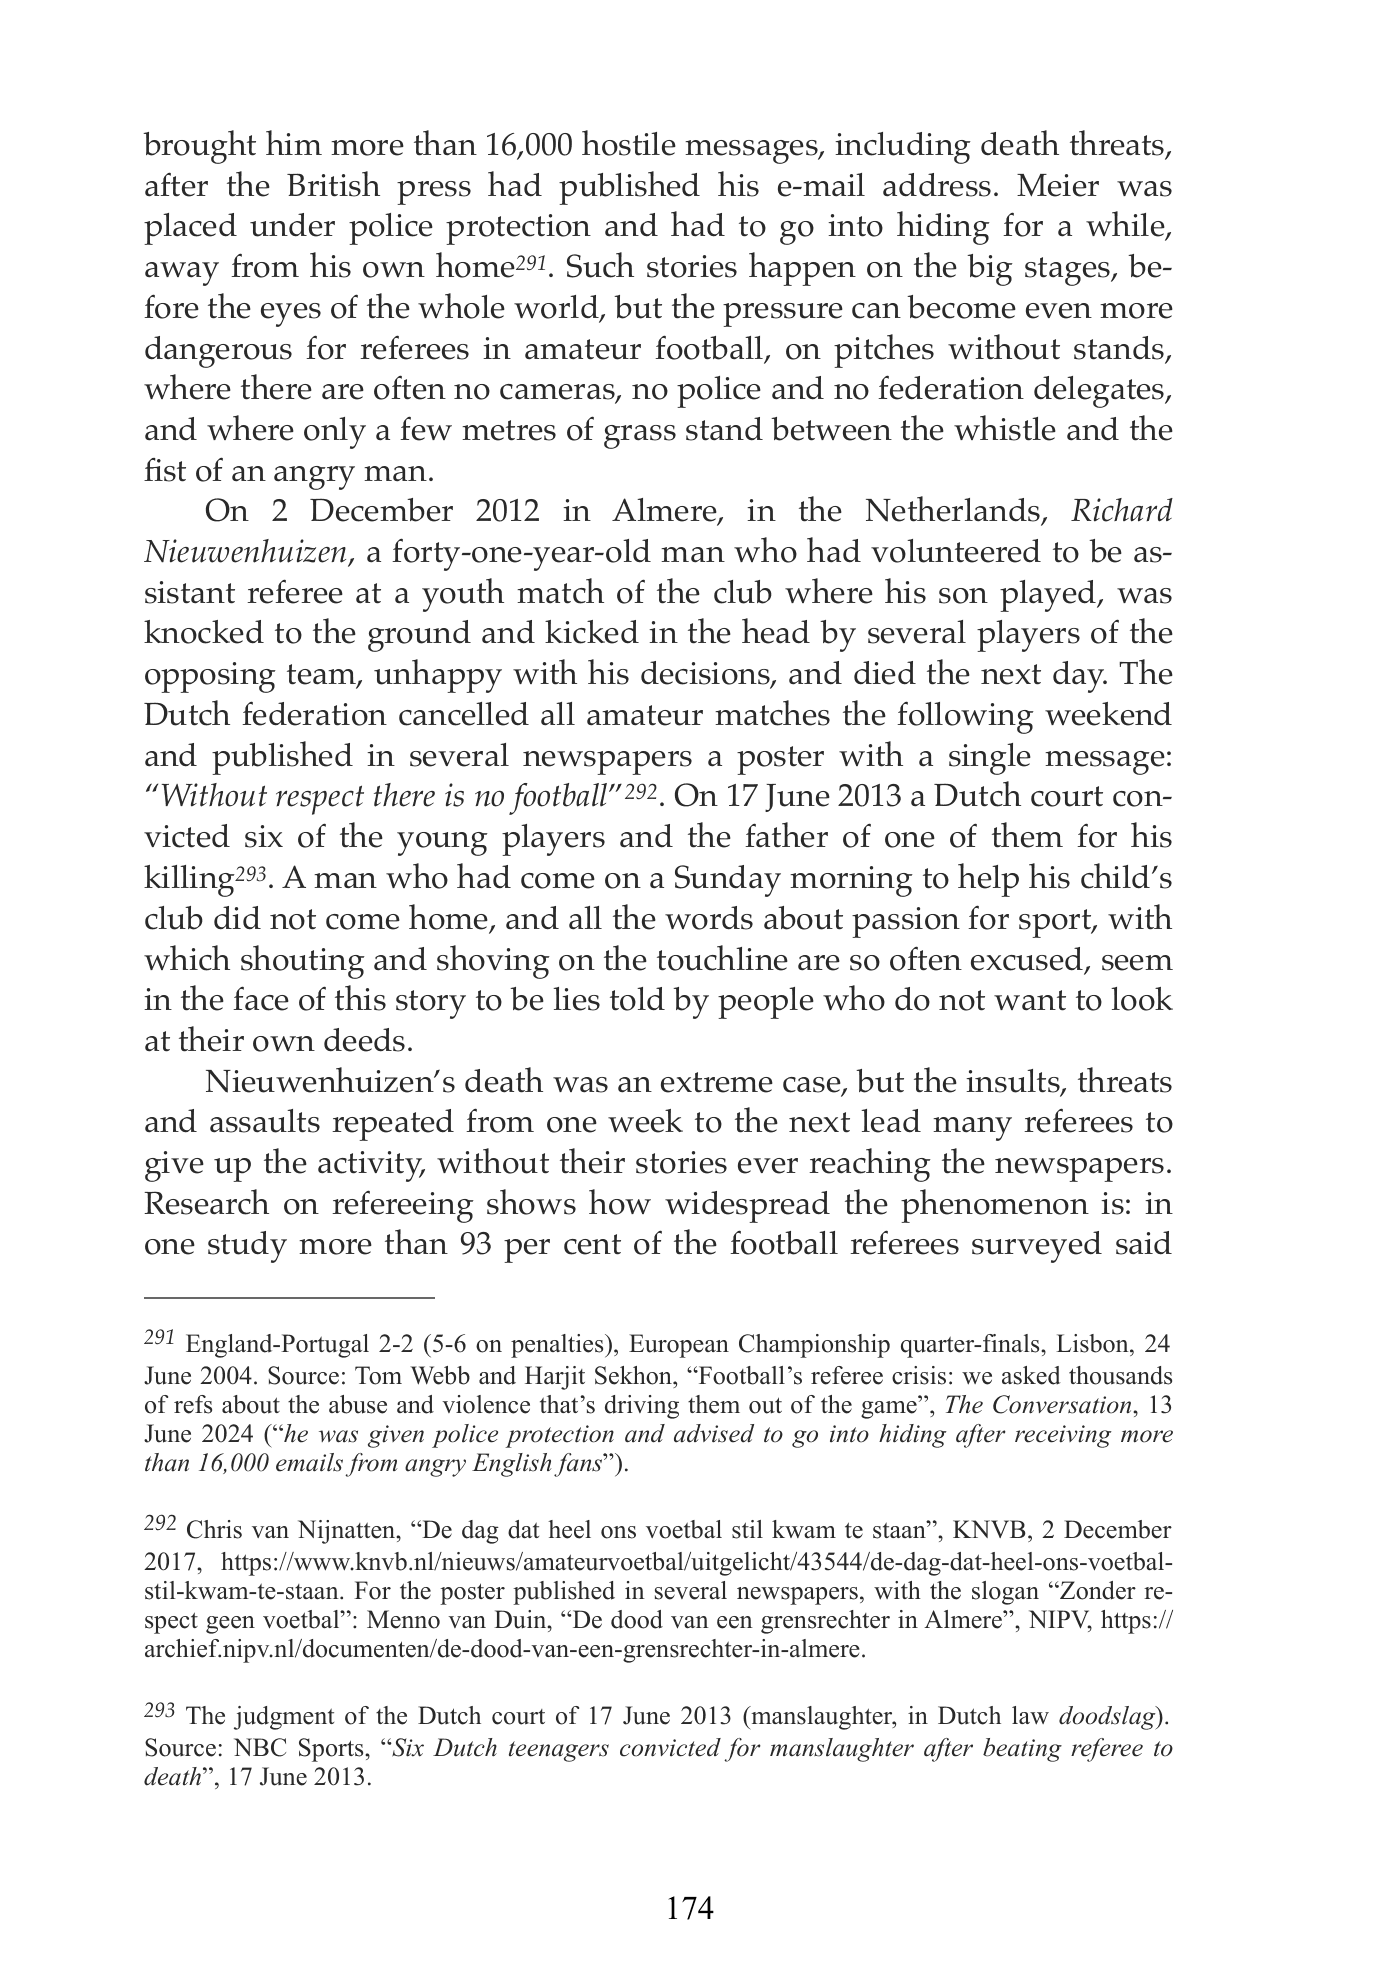 brought him more than 16,000 hostile messages, including death threats,
after the British press had published his e-mail address. Meier was
placed under police protection and had to go into hiding for a while,
away from his own home291. Such stories happen on the big stages, be-
fore the eyes of the whole world, but the pressure can become even more
dangerous for referees in amateur football, on pitches without stands,
where there are often no cameras, no police and no federation delegates,
and where only a few metres of grass stand between the whistle and the
fist of an angry man.
On 2 December 2012 in Almere, in the Netherlands, Richard
Nieuwenhuizen, a forty-one-year-old man who had volunteered to be as-
sistant referee at a youth match of the club where his son played, was
knocked to the ground and kicked in the head by several players of the
opposing team, unhappy with his decisions, and died the next day. The
Dutch federation cancelled all amateur matches the following weekend
and published in several newspapers a poster with a single message:
“Without respect there is no football”292. On 17 June 2013 a Dutch court con-
victed six of the young players and the father of one of them for his
killing293. A man who had come on a Sunday morning to help his child’s
club did not come home, and all the words about passion for sport, with
which shouting and shoving on the touchline are so often excused, seem
in the face of this story to be lies told by people who do not want to look
at their own deeds.
Nieuwenhuizen’s death was an extreme case, but the insults, threats
and assaults repeated from one week to the next lead many referees to
give up the activity, without their stories ever reaching the newspapers.
Research on refereeing shows how widespread the phenomenon is: in
one study more than 93 per cent of the football referees surveyed said
291 England-Portugal 2-2 (5-6 on penalties), European Championship quarter-finals, Lisbon, 24
June 2004. Source: Tom Webb and Harjit Sekhon, “Football’s referee crisis: we asked thousands
of refs about the abuse and violence that’s driving them out of the game”, The Conversation, 13
June 2024 (“he was given police protection and advised to go into hiding after receiving more
than 16,000 emails from angry English fans”).
292 Chris van Nijnatten, “De dag dat heel ons voetbal stil kwam te staan”, KNVB, 2 December
2017, https://www.knvb.nl/nieuws/amateurvoetbal/uitgelicht/43544/de-dag-dat-heel-ons-voetbal-
stil-kwam-te-staan. For the poster published in several newspapers, with the slogan “Zonder re-
spect geen voetbal”: Menno van Duin, “De dood van een grensrechter in Almere”, NIPV, https://
archief.nipv.nl/documenten/de-dood-van-een-grensrechter-in-almere.
293 The judgment of the Dutch court of 17 June 2013 (manslaughter, in Dutch law doodslag).
Source: NBC Sports, “Six Dutch teenagers convicted for manslaughter after beating referee to
death”, 17 June 2013.
174